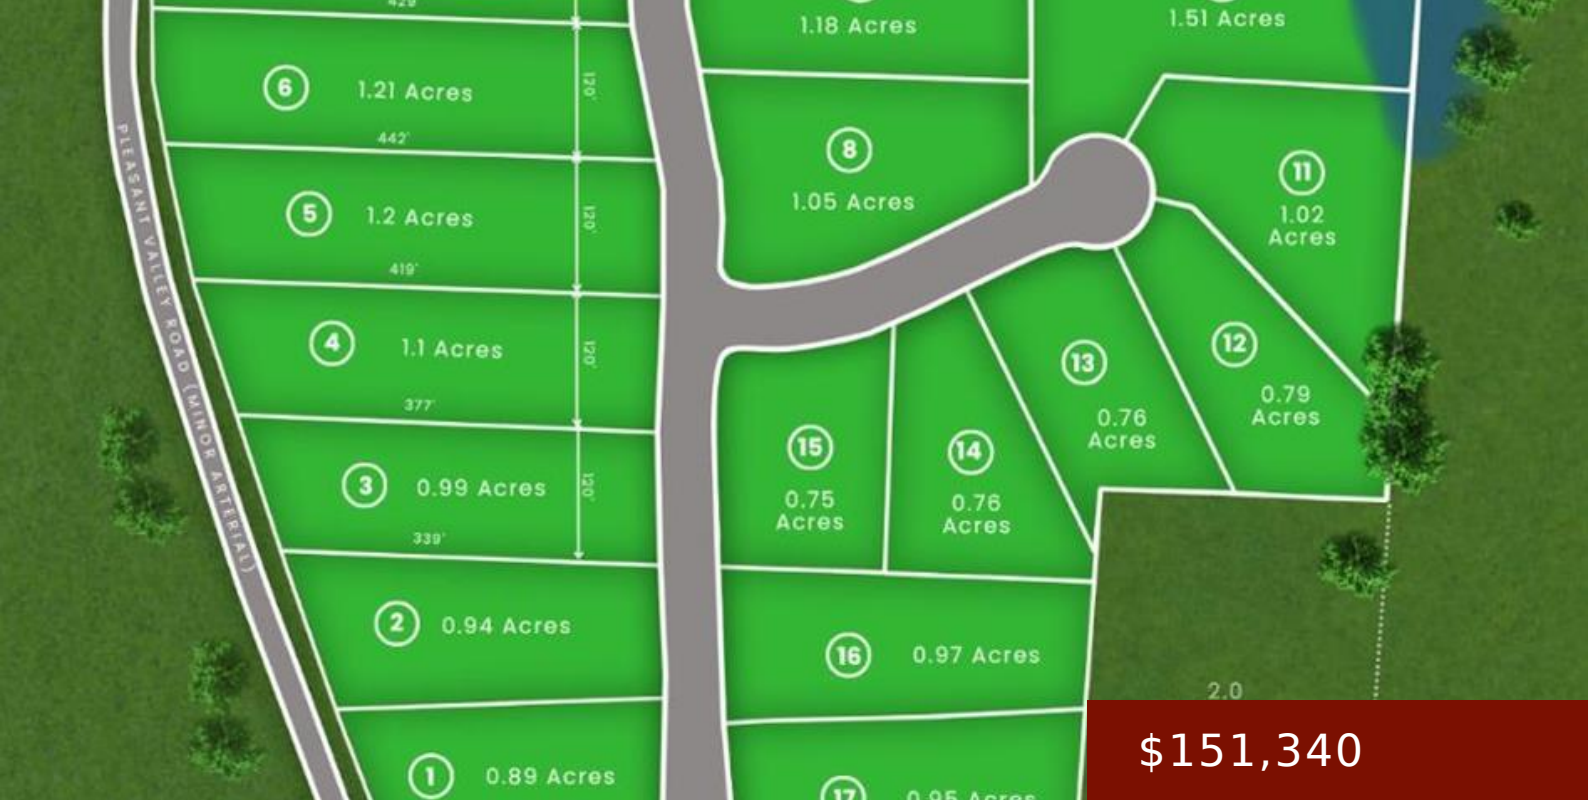 429'
1.18 Acres
1.51 Acres
6 1.21 Acres
120'
442'
8
1.05 Acres
11
1.02
Acres
5 1.2 Acres
120'
419'
4 1.1 Acres
120'
377'
12
0.79
Acres
13
0.76
Acres
3 0.99 Acres
120'
339'
15
0.75
Acres
14
0.76
Acres
PLEASANT VALLEY ROAD (MINOR ARTERIAL)
2 0.94 Acres
16 0.97 Acres
2.0
1 0.89 Acres
17 0.95 Acres
$151,340